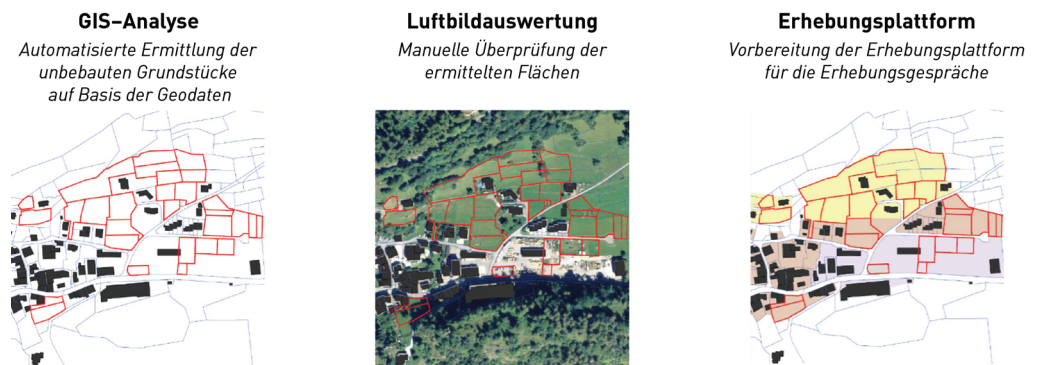 GIS–Analyse
Automatisierte Ermittlung der
unbebauten Grundstücke
auf Basis der Geodaten
Luftbildauswertung
Manuelle Überprüfung der
ermittelten Flächen
Erhebungsplattform
Vorbereitung der Erhebungsplattform
für die Erhebungsgespräche